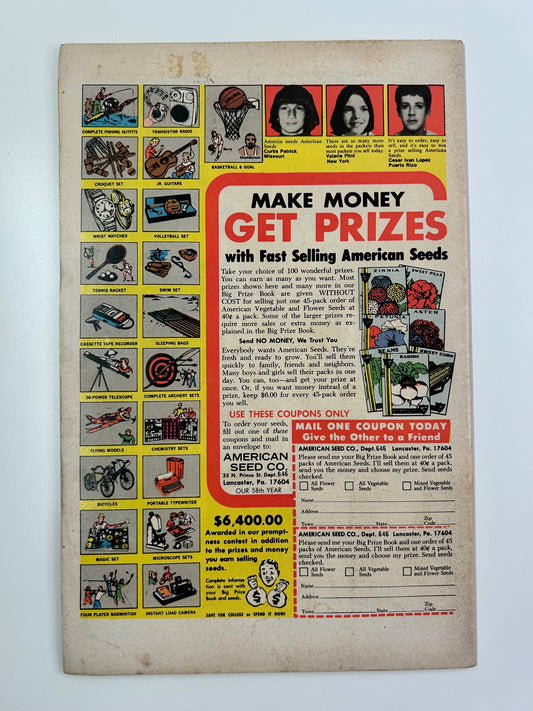 COMPLETE FISHING OUTFITS
TRANSISTOR RADIO
CROQUET SET
JR. GUITARS
WRIST WATCHES
VOLLEYBALL SET
TENNIS RACKET
SWIM SET
CASSETTE TAPE RECORDER
SLEEPING BAGS
30-POWER TELESCOPE
COMPLETE ARCHERY SETS
FLYING MODELS
CHEMISTRY SETS
BICYCLES
PORTABLE TYPEWRITER
MAGIC SET
MICROSCOPE SETS
FOUR PLAYER BADMINTON
INSTANT LOAD CAMERA
BASKETBALL & GOAL
America needs American
Seeds
Curtis Patrick
Missouri
There are so many more
seeds in the packets than
most packets you sell today.
Valerie Flini
New York
It's easy to order, easy to
sell, and it's easy to win
a prize selling American
Seeds.
Cesar Ivan Lopez
Puerto Rico
MAKE MONEY
GET PRIZES
with Fast Selling American Seeds
Take your choice of 100 wonderful prizes.
You can earn as many as you want. Most
prizes shown here and many more in our
Big Prize Book are given WITHOUT
COST for selling just one 45-pack order of
American Vegetable and Flower Seeds at
40¢ a pack. Some of the larger prizes re-
quire more sales or extra money as ex-
plained in the Big Prize Book.
Send NO MONEY, We Trust You
Everybody wants American Seeds. They're
fresh and ready to grow. You'll sell them
quickly to family, friends and neighbors.
Many boys and girls sell their packs in one
day. You can, too—and get your prize at
once. Or, if you want money instead of a
prize, keep $6.00 for every 45-pack order
you sell.
ZINNIA
SWEET PEAS
PETUNIA
ASTER
BEANS
RADISH
SWEET CORN
USE THESE COUPONS ONLY
To order your seeds,
fill out one of these
coupons and mail in
an envelope to:
AMERICAN
SEED CO.
35 N. Prince St. Dept. 646
Lancaster, Pa. 17604
OUR 58th YEAR
$6,400.00
Awarded in our prompt-
ness contest in addition
to the prizes and money
you earn selling
seeds.
Complete informa-
tion is sent
with your Big
Prize Book and seeds.
$ $
SAVE FOR COLLEGE or SPEND IT NOW!
MAIL ONE COUPON TODAY
Give the Other to a Friend
AMERICAN SEED CO., Dept. 646 Lancaster, Pa. 17604
Please send me your Big Prize Book and one order of 45
packs of American Seeds. I'll sell them at 40¢ a pack,
send you the money and choose my prize. Send seeds
checked.
All Flower Seeds
All Vegetable Seeds
Mixed Vegetable and Flower Seeds
Name
Address
Town State Zip Code
AMERICAN SEED CO., Dept. 646 Lancaster, Pa. 17604
Please send me your Big Prize Book and one order of 45
packs of American Seeds. I'll sell them at 40¢ a pack,
send you the money and choose my prize. Send seeds
checked.
All Flower Seeds
All Vegetable Seeds
Mixed Vegetable and Flower Seeds
Name
Address
Town State Zip Code